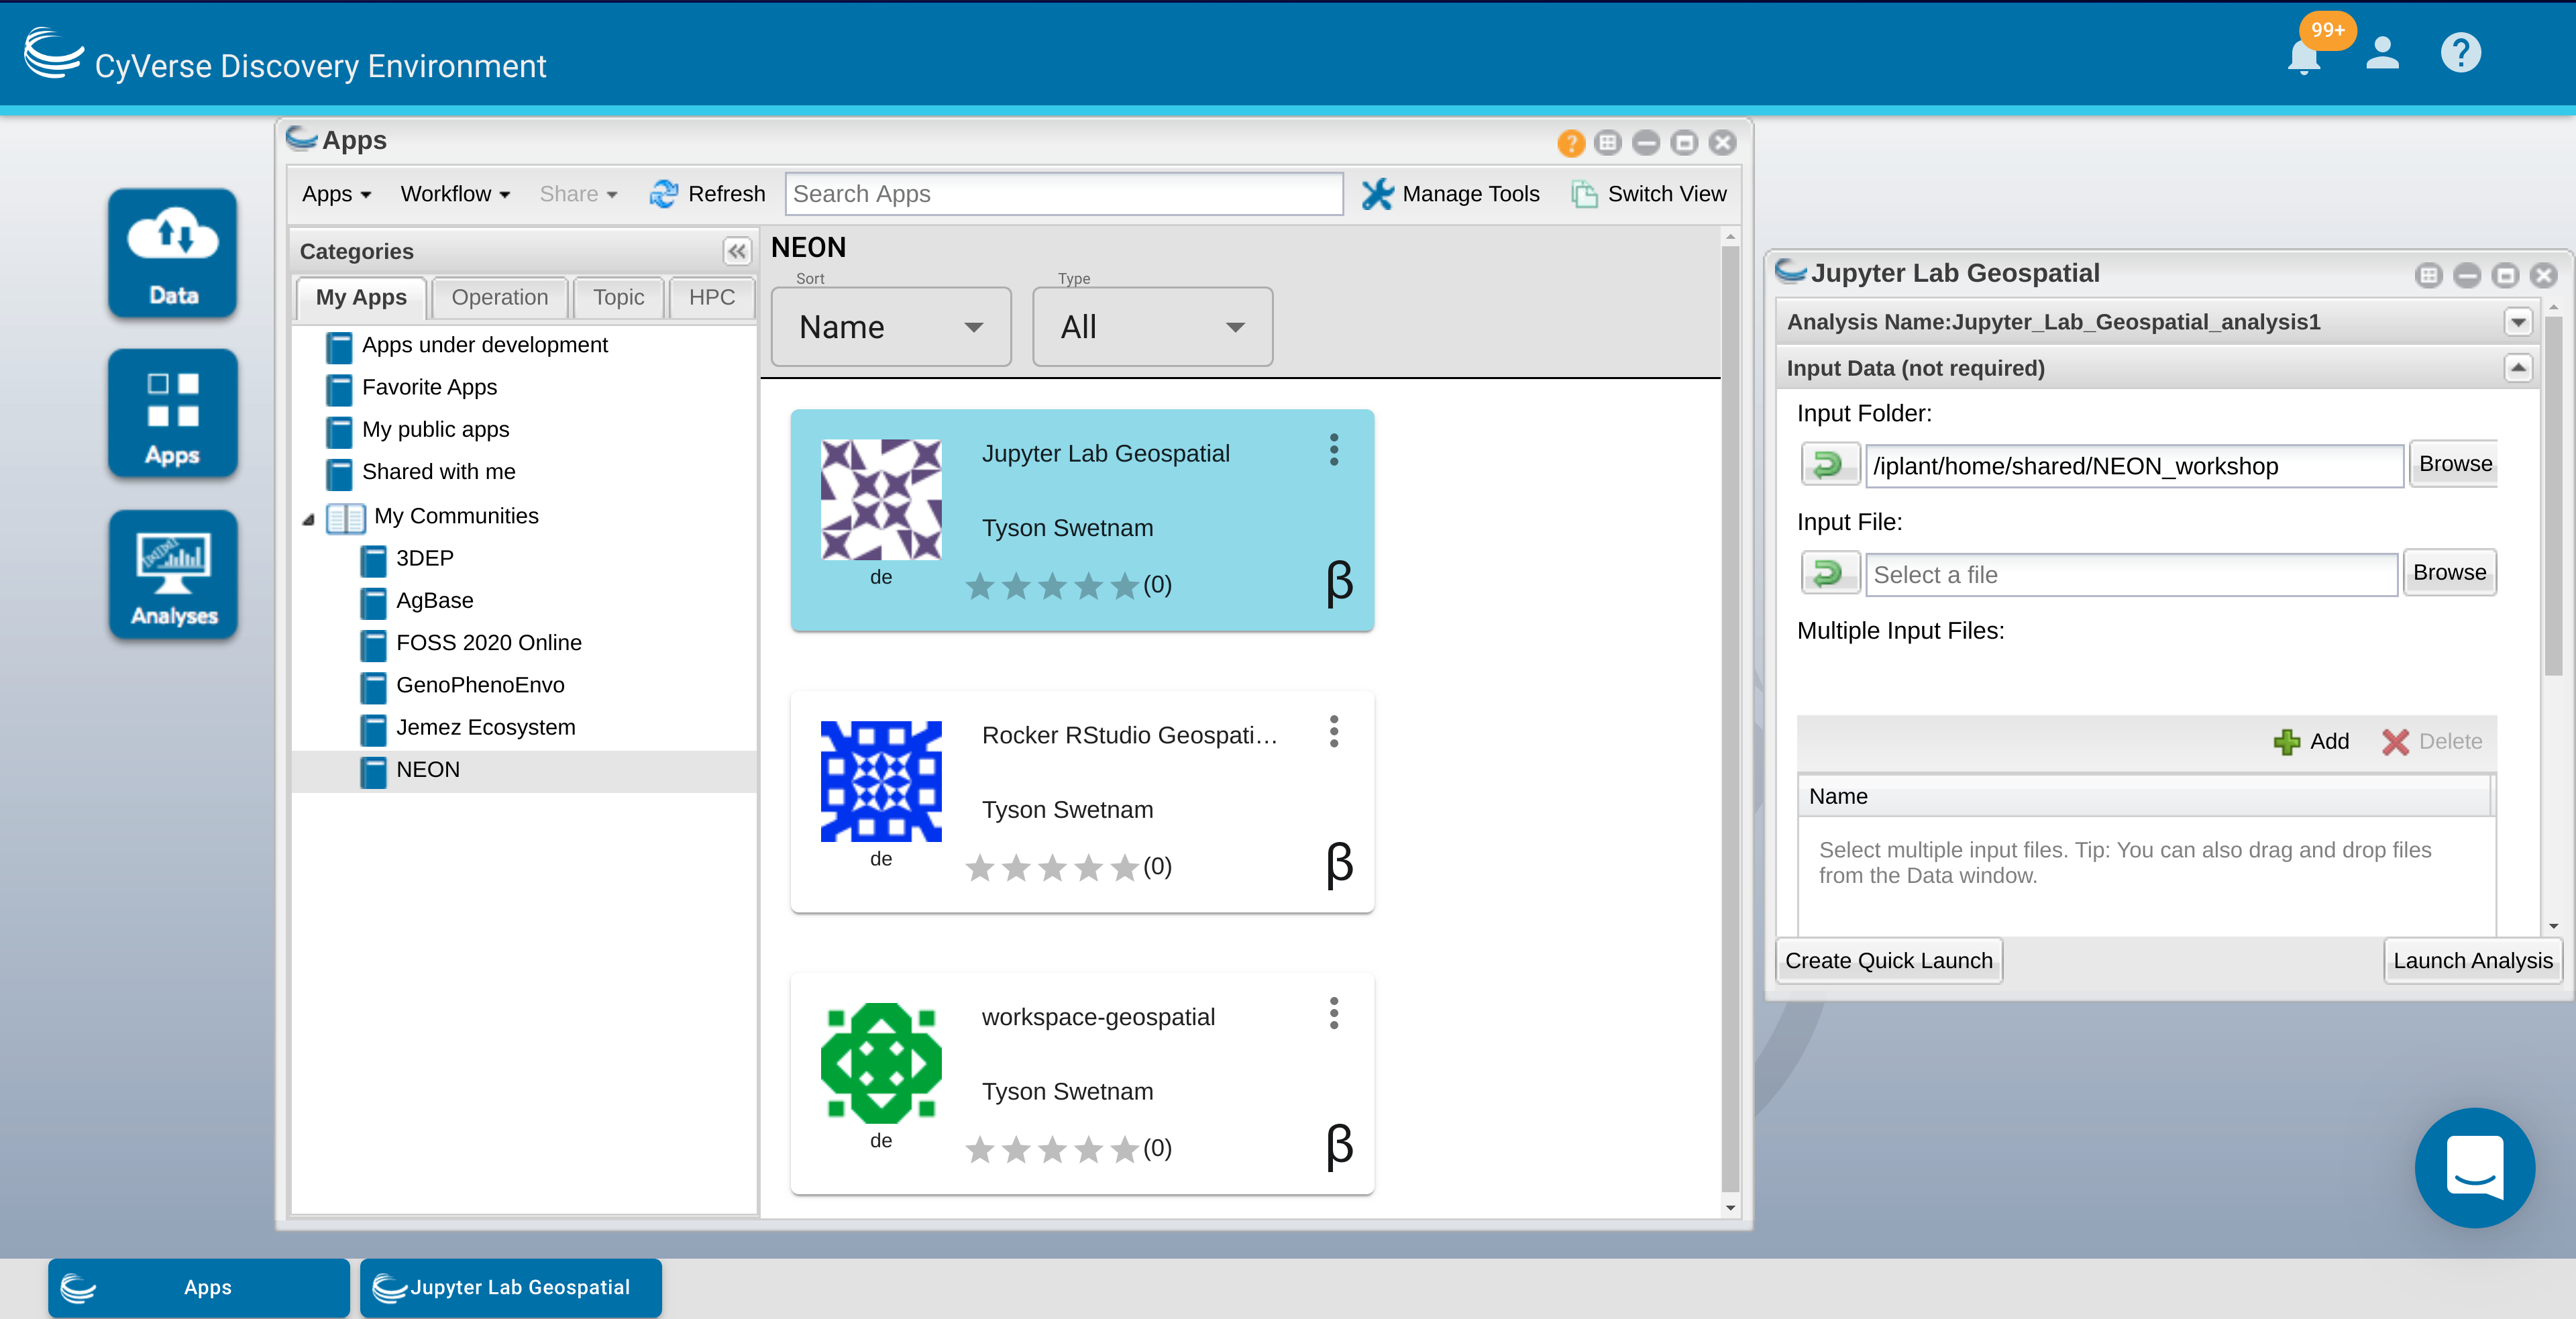 99+
CyVerse Discovery Environment
?
Data
Apps
Analyses
Apps
?
Apps Workflow Share Refresh Search Apps Manage Tools Switch View
Categories
My Apps Operation Topic HPC
Apps under development
Favorite Apps
My public apps
Shared with me
My Communities
3DEP
AgBase
FOSS 2020 Online
GenoPhenoEnvo
Jemez Ecosystem
NEON
NEON
Sort Type
Name All
Jupyter Lab Geospatial
Tyson Swetnam
de
(0) β
Rocker RStudio Geospati…
Tyson Swetnam
de
(0) β
workspace-geospatial
Tyson Swetnam
de
(0) β
Jupyter Lab Geospatial
Analysis Name:Jupyter_Lab_Geospatial_analysis1
Input Data (not required)
Input Folder:
/iplant/home/shared/NEON_workshop Browse
Input File:
Select a file Browse
Multiple Input Files:
Add Delete
Name
Select multiple input files. Tip: You can also drag and drop files
from the Data window.
Create Quick Launch Launch Analysis
Apps Jupyter Lab Geospatial